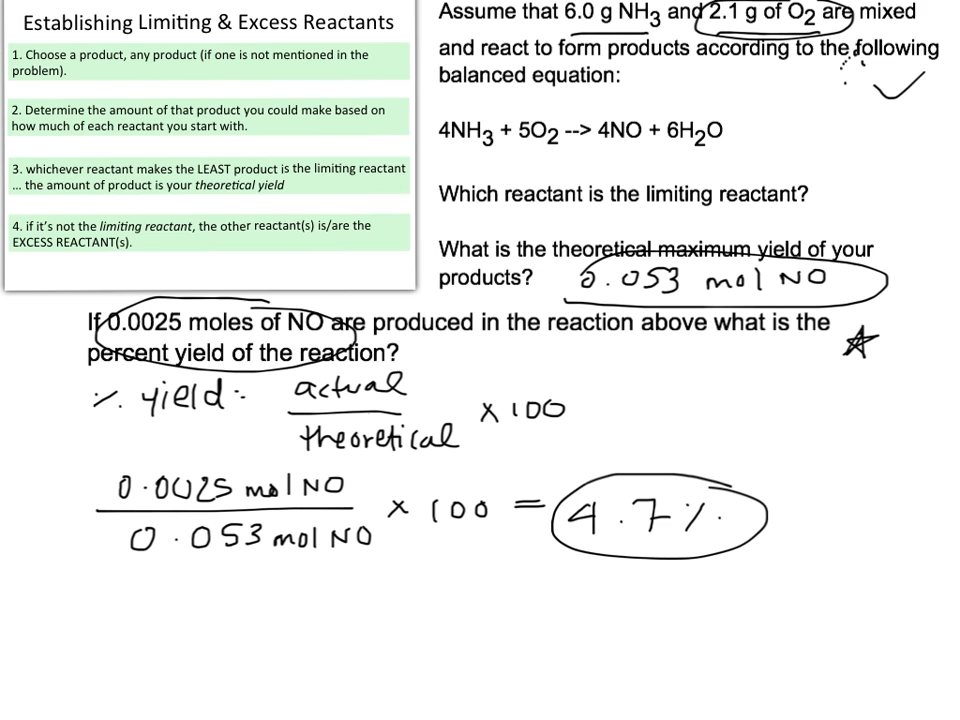 Establishing Limiting & Excess Reactants
1. Choose a product, any product (if one is not mentioned in the
problem).
2. Determine the amount of that product you could make based on
how much of each reactant you start with.
3. whichever reactant makes the LEAST product is the limiting reactant
... the amount of product is your theoretical yield
4. if it's not the limiting reactant, the other reactant(s) is/are the
EXCESS REACTANT(s).
Assume that 6.0 g NH3 and 2.1 g of O2 are mixed
and react to form products according to the following
balanced equation:
4NH3 + 5O2 --> 4NO + 6H2O
Which reactant is the limiting reactant?
What is the theoretical maximum yield of your
products? 0.053 mol NO
If 0.0025 moles of NO are produced in the reaction above what is the
percent yield of the reaction?
% yield: actual
theoretical × 100
0.0025 mol NO
0.053 mol NO × 100 = 4.7%